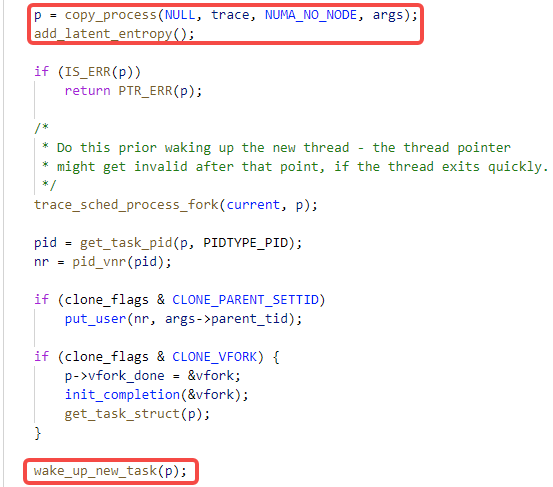 p = copy_process(NULL, trace, NUMA_NO_NODE, args);
add_latent_entropy();
if (IS_ERR(p))
return PTR_ERR(p);
/*
* Do this prior waking up the new thread - the thread pointer
* might get invalid after that point, if the thread exits quickly.
*/
trace_sched_process_fork(current, p);
pid = get_task_pid(p, PIDTYPE_PID);
nr = pid_vnr(pid);
if (clone_flags & CLONE_PARENT_SETTID)
put_user(nr, args->parent_tid);
if (clone_flags & CLONE_VFORK) {
p->vfork_done = &vfork;
init_completion(&vfork);
get_task_struct(p);
}
wake_up_new_task(p);